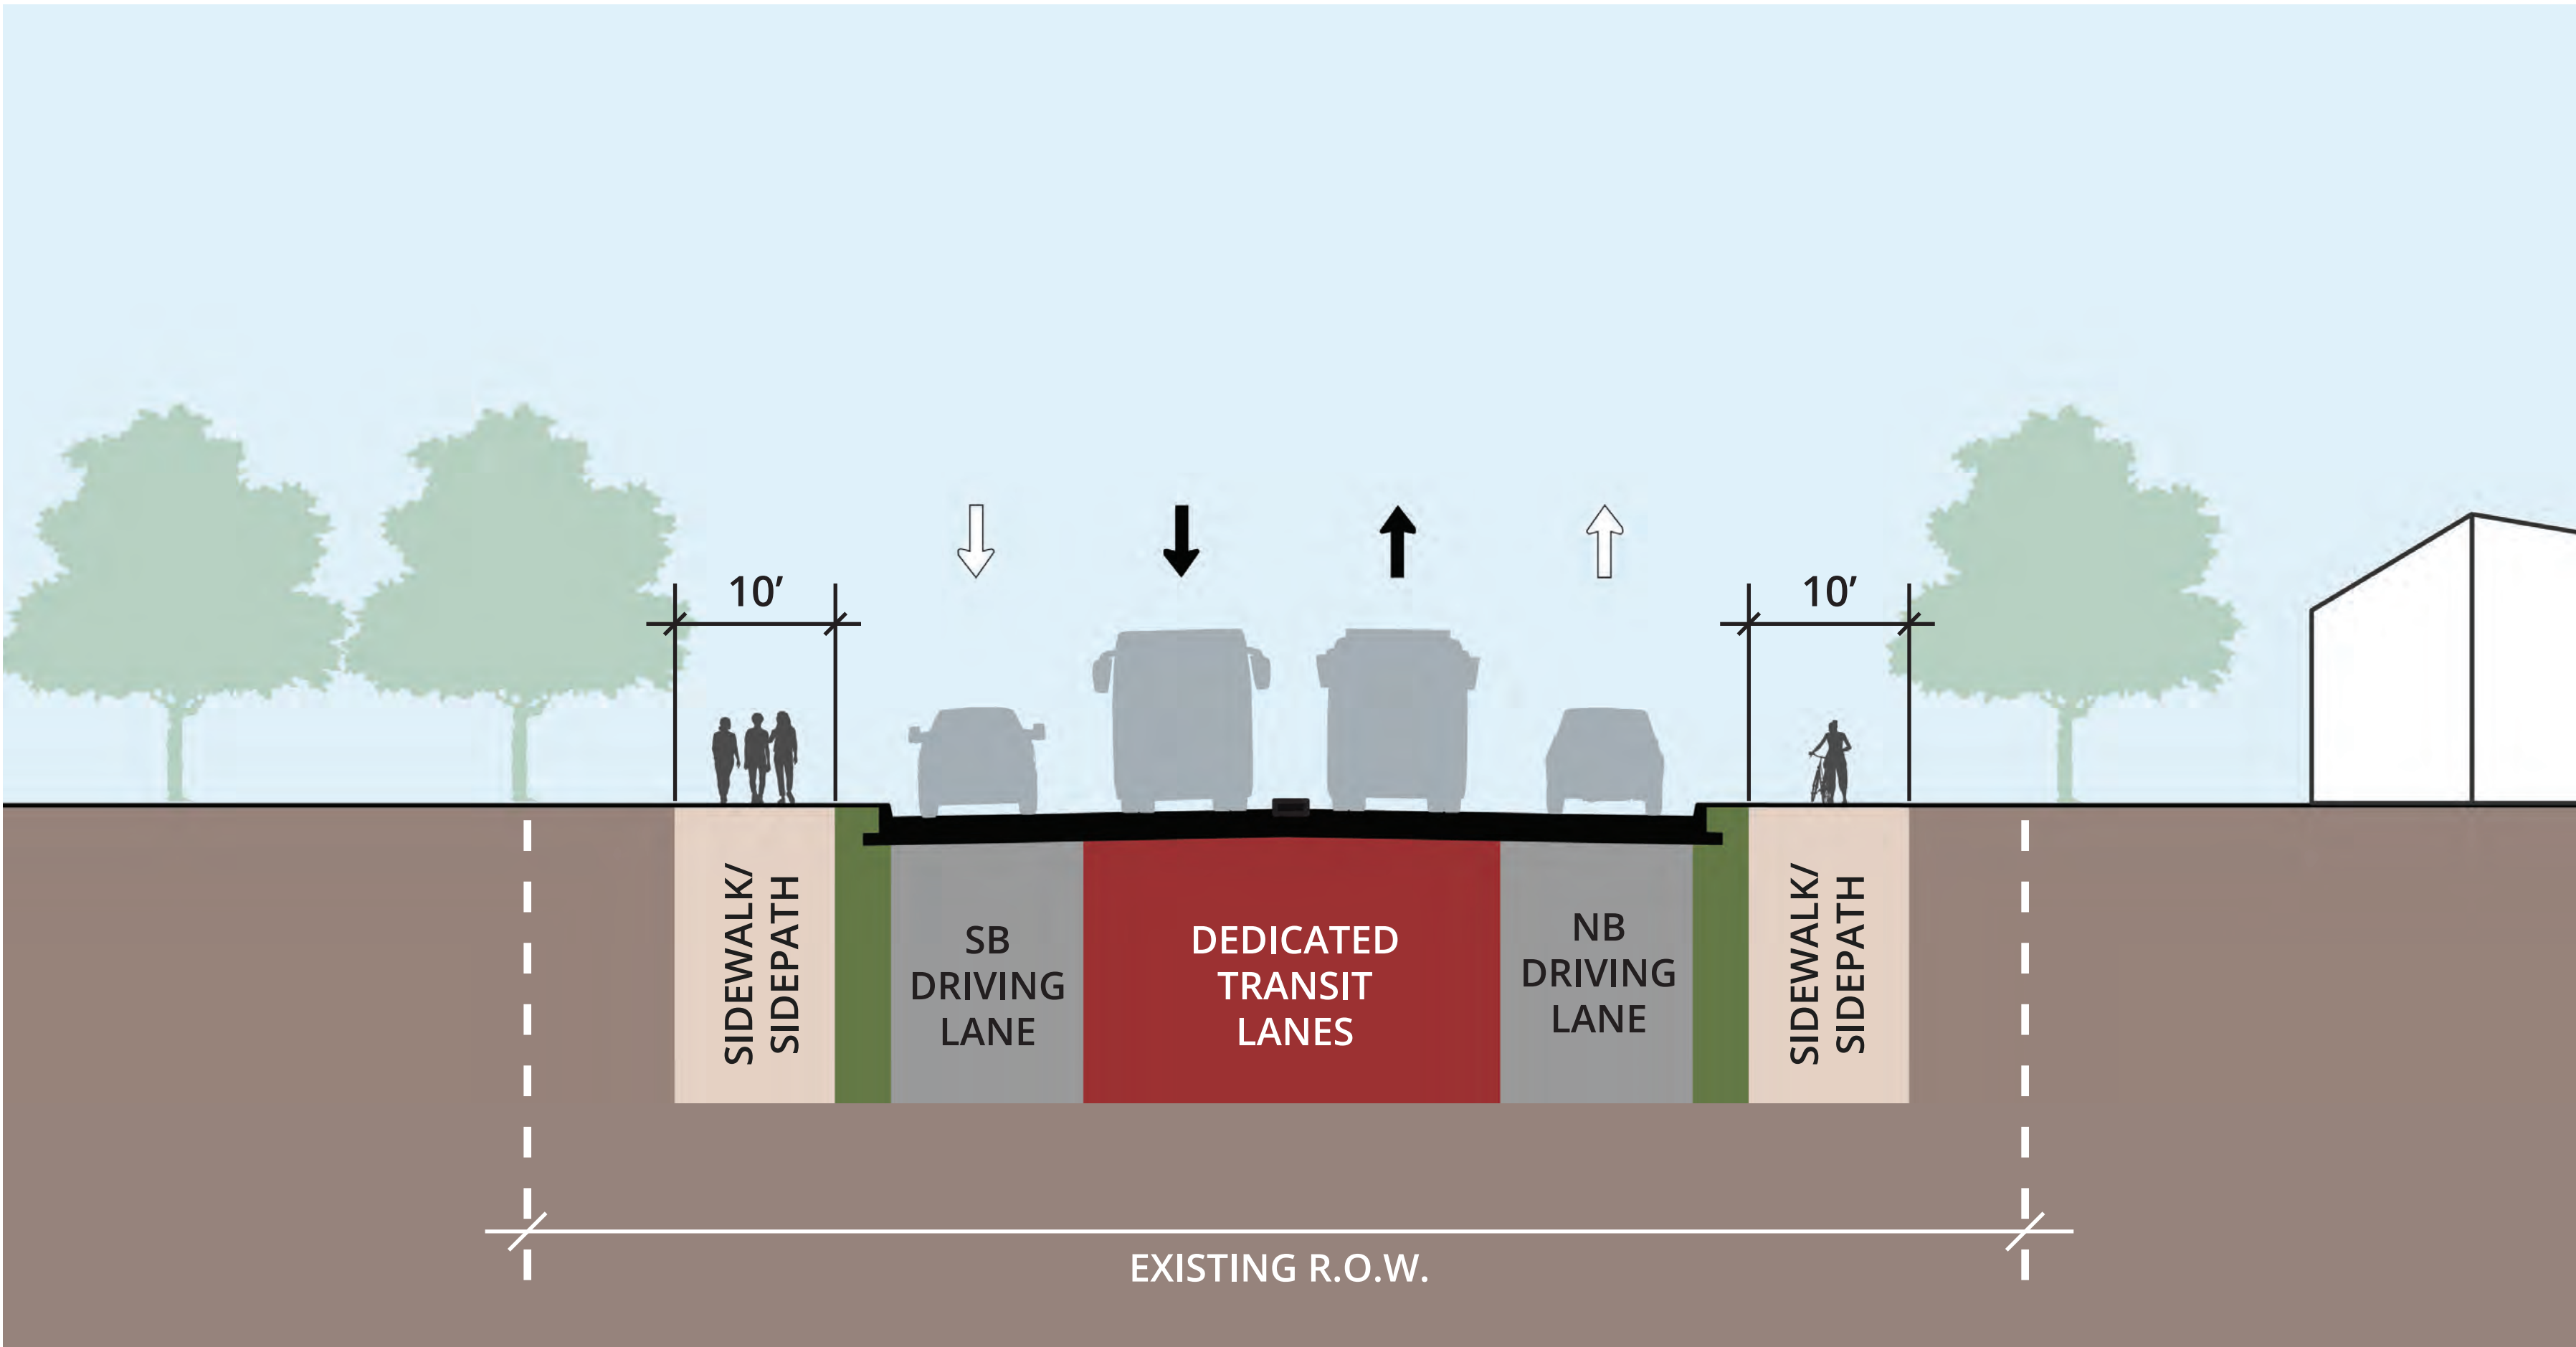 10’
10’
SIDEWALK/
SIDEPATH
SB
DRIVING
LANE
DEDICATED
TRANSIT
LANES
NB
DRIVING
LANE
SIDEWALK/
SIDEPATH
EXISTING R.O.W.